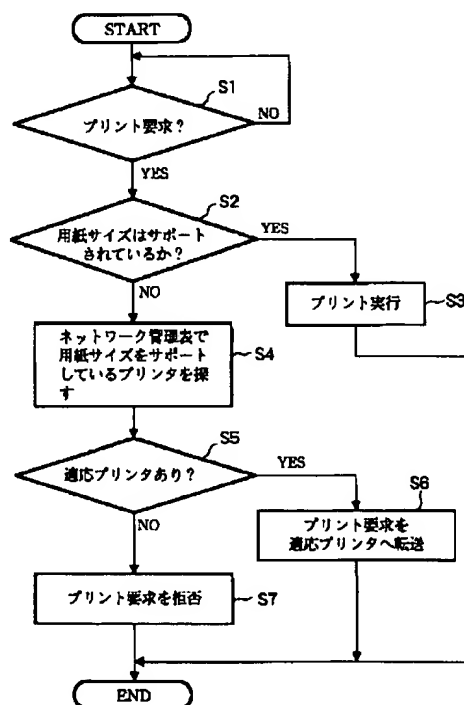 START
S1
プリント要求?
NO
YES
S2
用紙サイズはサポート
されているか?
YES
NO
プリント実行
S3
ネットワーク管理表で
用紙サイズをサポート
しているプリンタを探
す
S4
S5
適応プリンタあり?
YES
NO
S6
プリント要求を
適応プリンタへ転送
プリント要求を拒否
S7
END